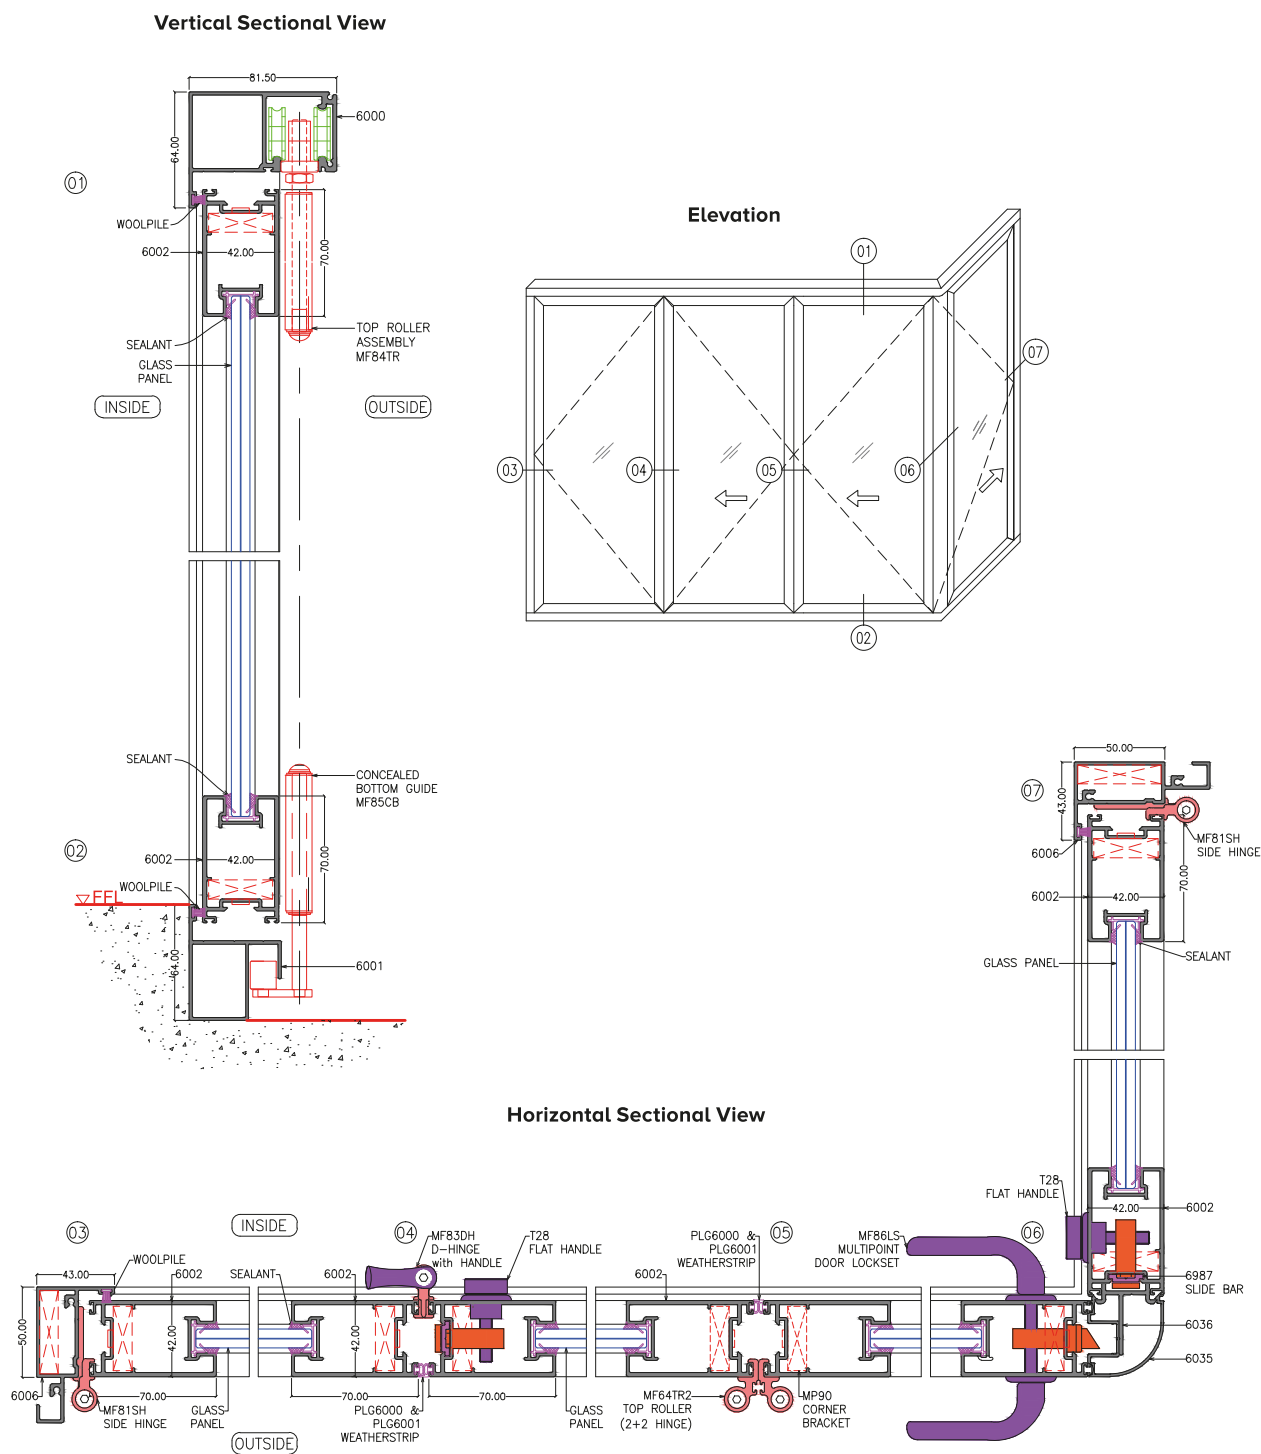 Vertical Sectional View
81.50
64.00
6000
01
WOOLPILE
6002
42.00
70.00
SEALANT
GLASS
PANEL
TOP ROLLER
ASSEMBLY
MF84TR
INSIDE
OUTSIDE
SEALANT
CONCEALED
BOTTOM GUIDE
MF85CB
02
6002
42.00
70.00
WOOLPILE
FFL
64.00
6001
Elevation
01
07
03
04
05
06
02
50.00
07
43.00
6006
MF81SH
SIDE HINGE
70.00
6002
42.00
GLASS PANEL
SEALANT
Horizontal Sectional View
T28
FLAT HANDLE
42.00
6002
03
INSIDE
04
MF83DH
D-HINGE
with HANDLE
T28
FLAT HANDLE
PLG6000 &
PLG6001
WEATHERSTRIP
05
MF86LS
MULTIPOINT
DOOR LOCKSET
06
6987
SLIDE BAR
WOOLPILE
43.00
6002
SEALANT
6002
6002
50.00
42.00
42.00
6036
6035
6006
70.00
70.00
70.00
MF81SH
SIDE HINGE
GLASS
PANEL
PLG6000 &
PLG6001
WEATHERSTRIP
GLASS
PANEL
MF64TR2
TOP ROLLER
(2+2 HINGE)
MP90
CORNER
BRACKET
OUTSIDE